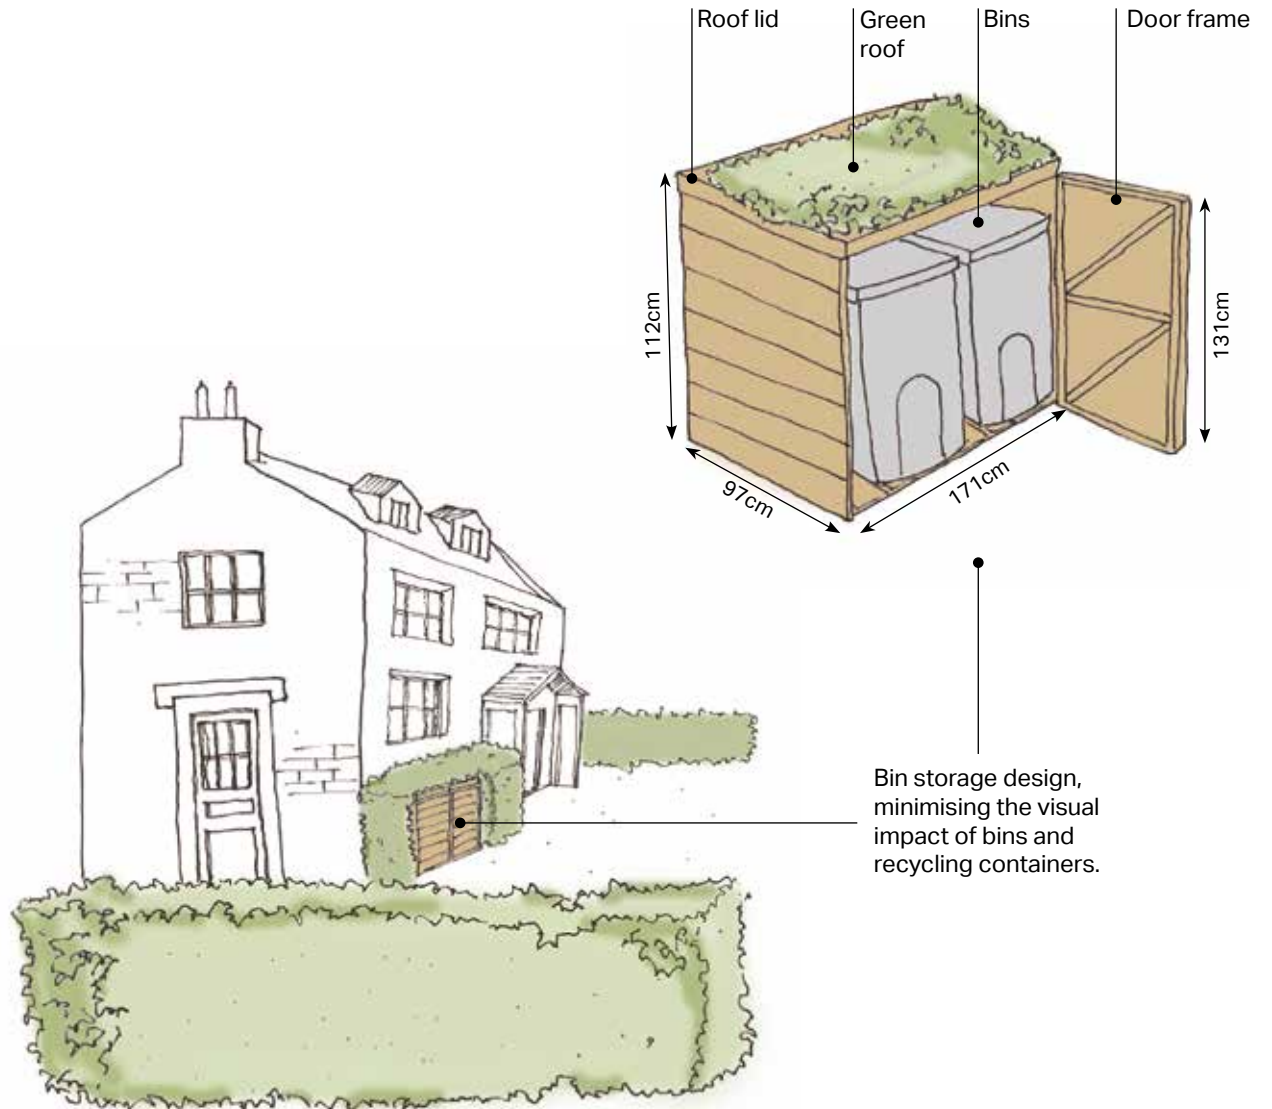 Roof lid
Green
roof
Bins
Door frame
112cm
131cm
97cm
171cm
Bin storage design,
minimising the visual
impact of bins and
recycling containers.